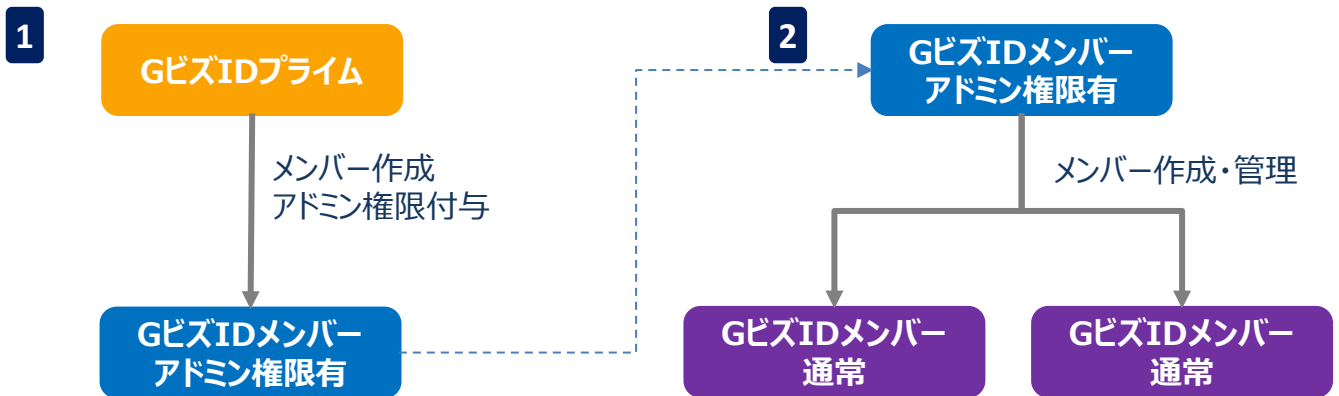 1
GビズIDプライム
メンバー作成
アドミン権限付与
GビズIDメンバー
アドミン権限有
2
GビズIDメンバー
アドミン権限有
メンバー作成・管理
GビズIDメンバー
通常
GビズIDメンバー
通常